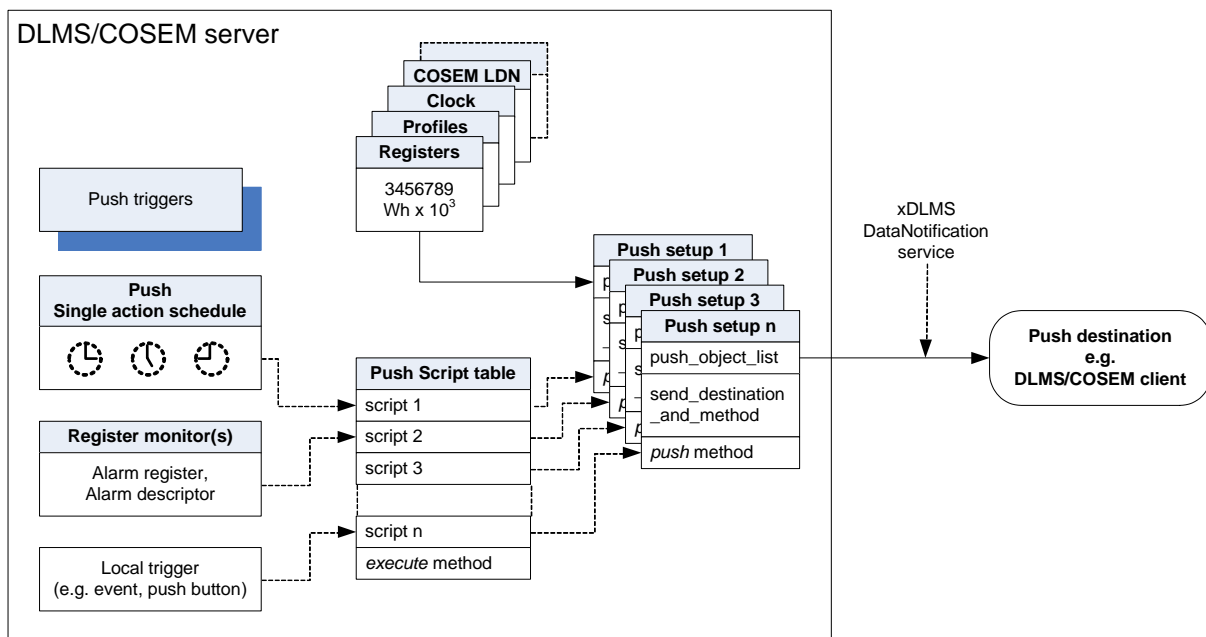 DLMS/COSEM server
COSEM LDN
Clock
Profiles
Registers
3456789
Wh x 10³
Push triggers
Push
Single action schedule
Register monitor(s)
Alarm register,
Alarm descriptor
Local trigger
(e.g. event, push button)
Push Script table
script 1
script 2
script 3
script n
execute method
Push setup 1
p
s
_
p
Push setup 2
p
s
_
p
Push setup 3
p
s
_
p
Push setup n
push_object_list
send_destination
_and_method
push method
xDLMS
DataNotification
service
Push destination
e.g.
DLMS/COSEM client